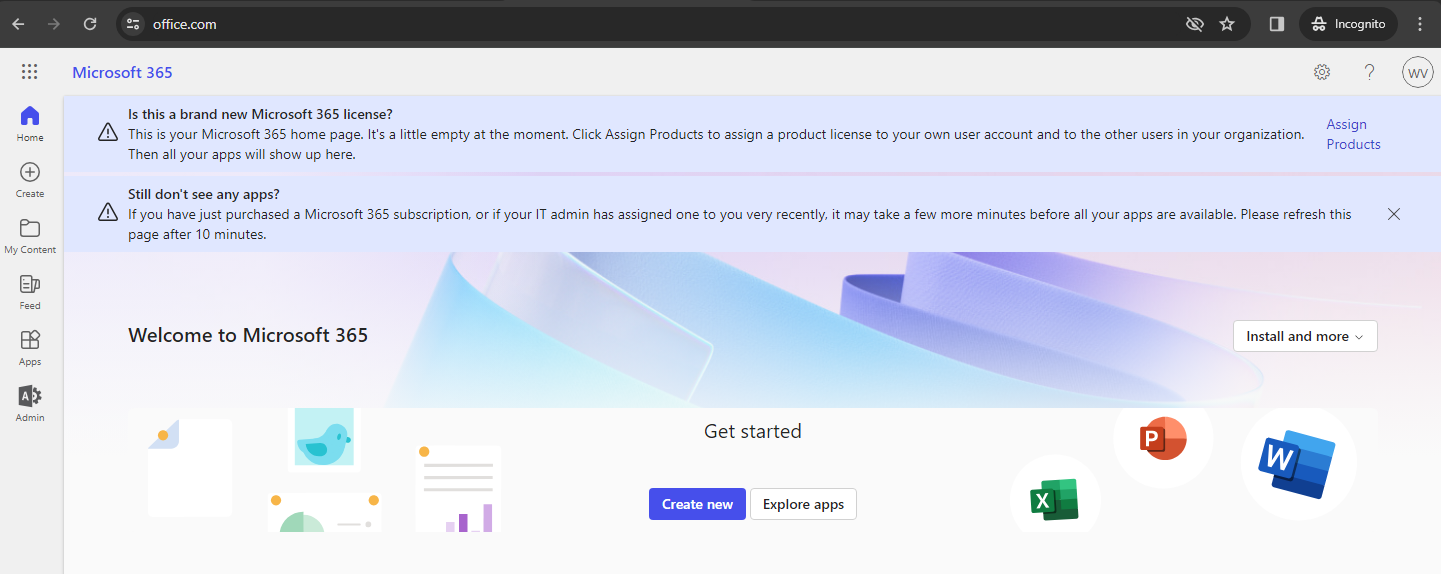 office.com
Incognito
Microsoft 365
WV
Home
Create
My Content
Feed
Apps
Admin
Is this a brand new Microsoft 365 license?
This is your Microsoft 365 home page. It's a little empty at the moment. Click Assign Products to assign a product license to your own user account and to the other users in your organization.
Then all your apps will show up here.
Assign
Products
Still don't see any apps?
If you have just purchased a Microsoft 365 subscription, or if your IT admin has assigned one to you very recently, it may take a few more minutes before all your apps are available. Please refresh this
page after 10 minutes.
Welcome to Microsoft 365
Install and more
Get started
Create new
Explore apps
P
X
W
A